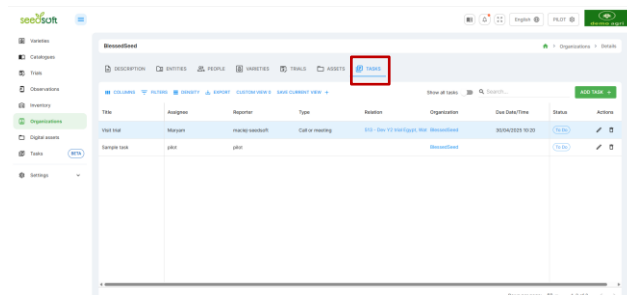 seedsoft
English
PILOT
demo agri
Varieties
Catalogues
Trials
Observations
Inventory
Organizations
Digital assets
Tasks BETA
Settings
BlessedSeed
Organizations > Details
DESCRIPTION ENTITIES PEOPLE VARIETIES TRIALS ASSETS TASKS
COLUMNS FILTERS DENSITY EXPORT CUSTOM VIEWS SAVE CURRENT VIEW + Show all tasks Search... ADD TASK +
Title Assignee Reporter Type Relation Organization Due Date/Time Status Actions
Visit trial Maryam maciej seedsoft Call or meeting BlessedSeed 30/04/2025 10:20 To Do
Sample task pilot pilot BlessedSeed To Do